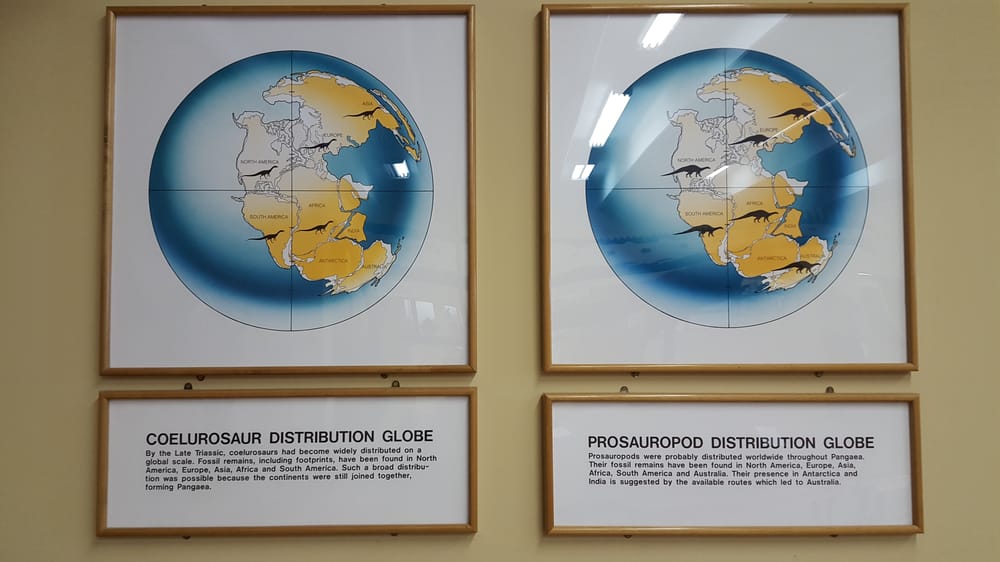 ASIA
EUROPE
NORTH AMERICA
AFRICA
SOUTH AMERICA
INDIA
ANTARCTICA
AUSTRALIA
COELUROSAUR DISTRIBUTION GLOBE
By the Late Triassic, coelurosaurs had become widely distributed on a
global scale. Fossil remains, including footprints, have been found in North
America, Europe, Asia, Africa and South America. Such a broad distribu-
tion was possible because the continents were still joined together,
forming Pangaea.
ASIA
EUROPE
NORTH AMERICA
AFRICA
SOUTH AMERICA
INDIA
ANTARCTICA
AUSTRALIA
PROSAUROPOD DISTRIBUTION GLOBE
Prosauropods were probably distributed worldwide throughout Pangaea.
Their fossil remains have been found in North America, Europe, Asia,
Africa, South America and Australia. Their presence in Antarctica and
India is suggested by the available routes which led to Australia.